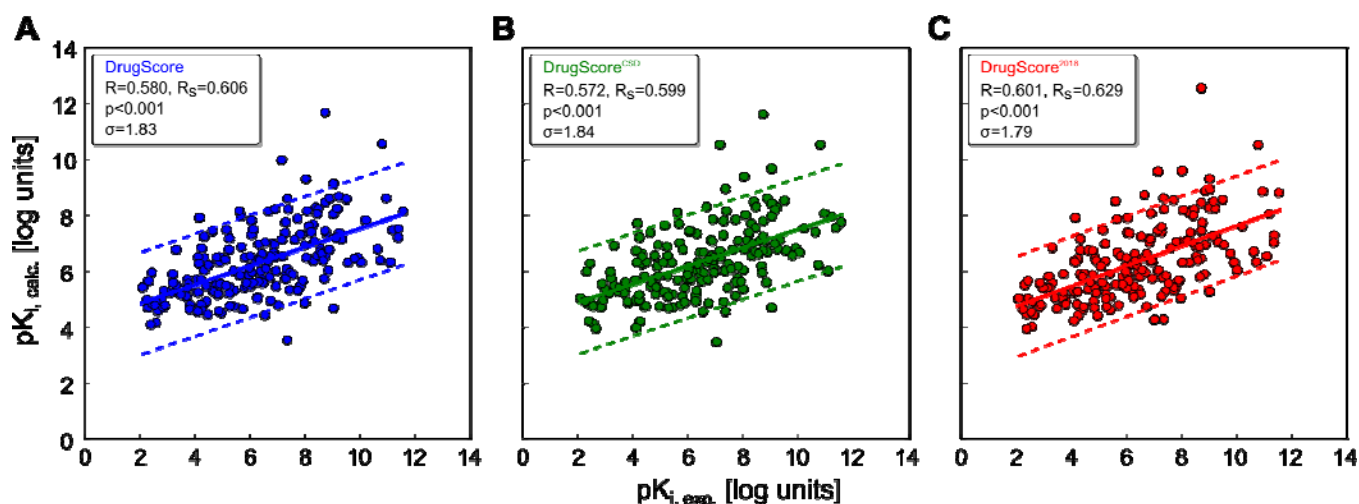 A
B
C
DrugScore
R=0.580, RS=0.606
p<0.001
σ=1.83
DrugScoreCSD
R=0.572, RS=0.599
p<0.001
σ=1.84
DrugScore2018
R=0.601, RS=0.629
p<0.001
σ=1.79
pKi, calc. [log units]
14
12
10
8
6
4
2
0
0 2 4 6 8 10 12 14
0 2 4 6 8 10 12 14
0 2 4 6 8 10 12 14
pKi, exp. [log units]